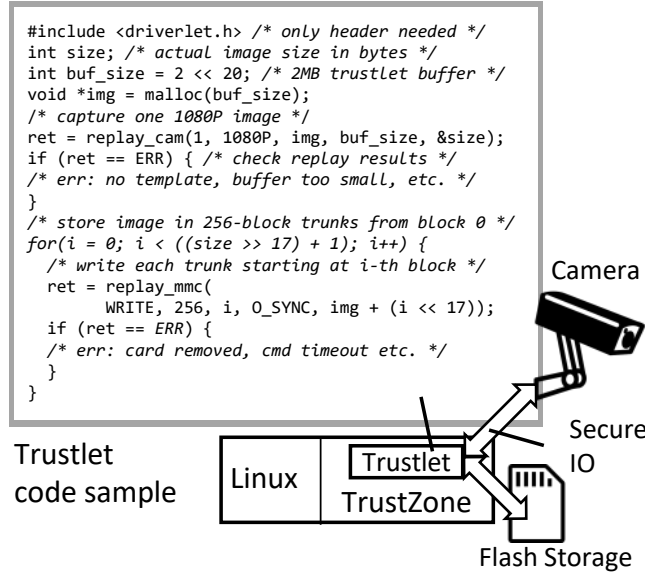 #include <driverlet.h> /* only header needed */
int size; /* actual image size in bytes */
int buf_size = 2 << 20; /* 2MB trustlet buffer */
void *img = malloc(buf_size);
/* capture one 1080P image */
ret = replay_cam(1, 1080P, img, buf_size, &size);
if (ret == ERR) { /* check replay results */
/* err: no template, buffer too small, etc. */
}
/* store image in 256-block trunks from block 0 */
for(i = 0; i < ((size >> 17) + 1); i++) {
/* write each trunk starting at i-th block */
ret = replay_mmc(
WRITE, 256, i, O_SYNC, img + (i << 17));
if (ret == ERR) {
/* err: card removed, cmd timeout etc. */
}
}
Camera
Secure
IO
Trustlet
code sample
Linux
Trustlet
TrustZone
Flash Storage